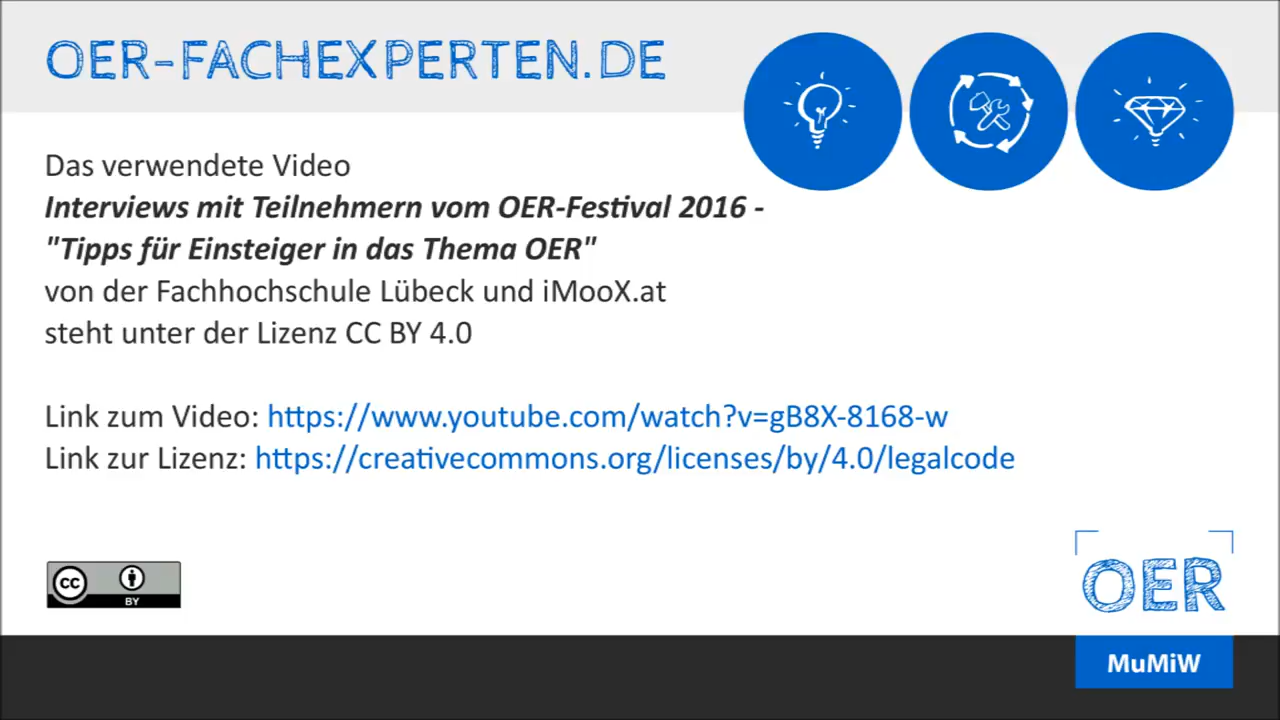 OER-FACHEXPERTEN.DE
Das verwendete Video
Interviews mit Teilnehmern vom OER-Festival 2016 -
"Tipps für Einsteiger in das Thema OER"
von der Fachhochschule Lübeck und iMooX.at
steht unter der Lizenz CC BY 4.0
Link zum Video: https://www.youtube.com/watch?v=gB8X-8168-w
Link zur Lizenz: https://creativecommons.org/licenses/by/4.0/legalcode
cc
BY
OER
MuMiW